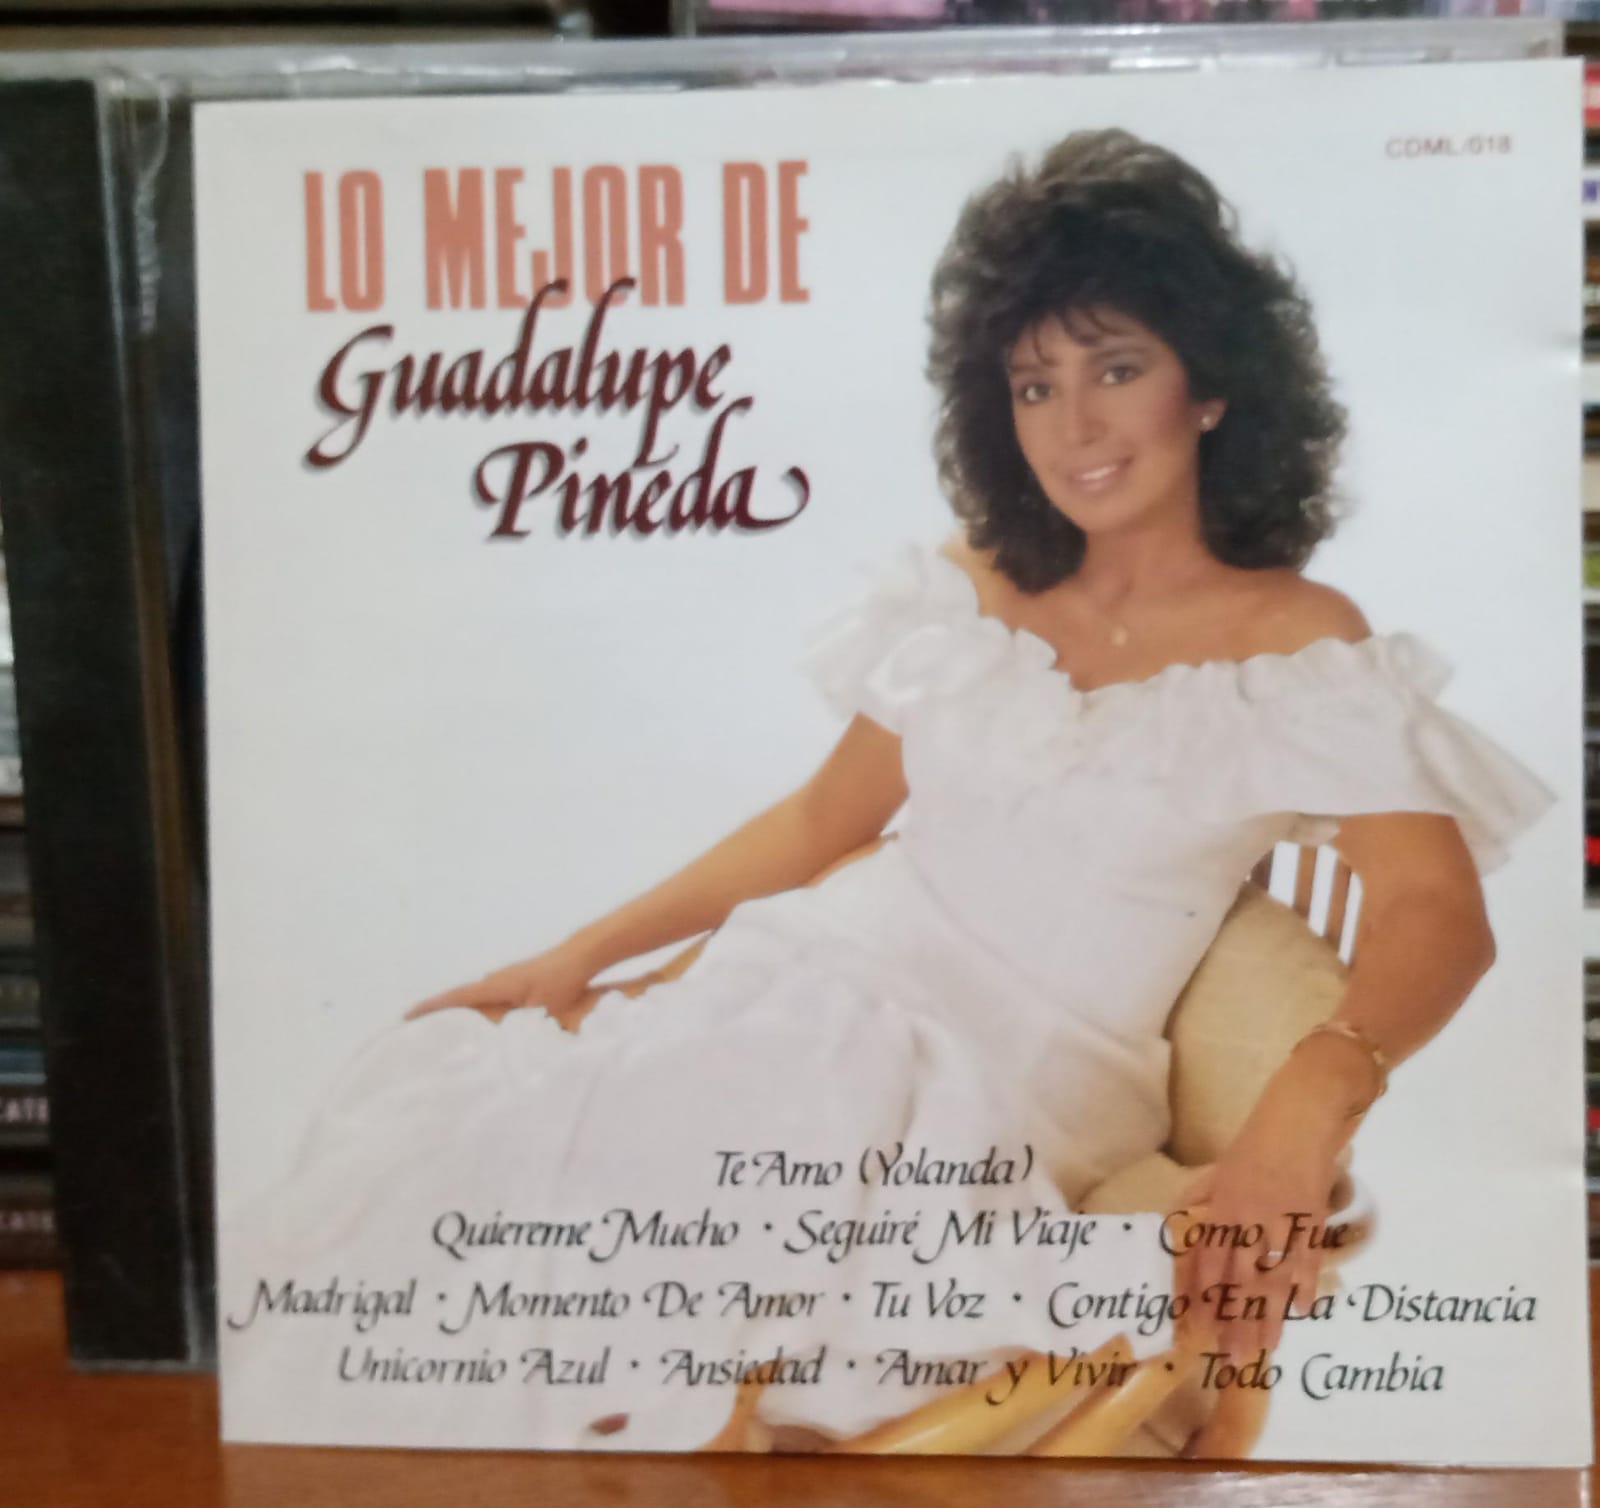 CDML/018
LO MEJOR DE
Guadalupe
Pineda
Te Amo (Yolanda)
Quiereme Mucho · Seguiré Mi Viaje · Como Fue
Madrigal · Momento De Amor · Tu Voz · Contigo En La Distancia
Unicornio Azul · Ansiedad · Amar y Vivir · Todo Cambia